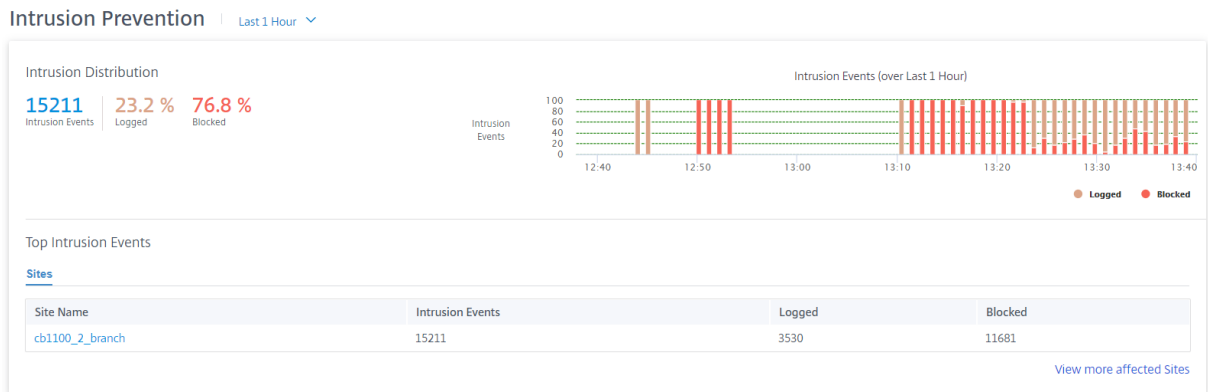 Intrusion Prevention
Last 1 Hour
Intrusion Distribution
15211
Intrusion Events
23.2 %
Logged
76.8 %
Blocked
Intrusion Events (over Last 1 Hour)
Intrusion
Events
100
80
60
40
20
0
12:40 12:50 13:00 13:10 13:20 13:30 13:40
Logged Blocked
Top Intrusion Events
Sites
Site Name Intrusion Events Logged Blocked
cb1100_2_branch 15211 3530 11681
View more affected Sites